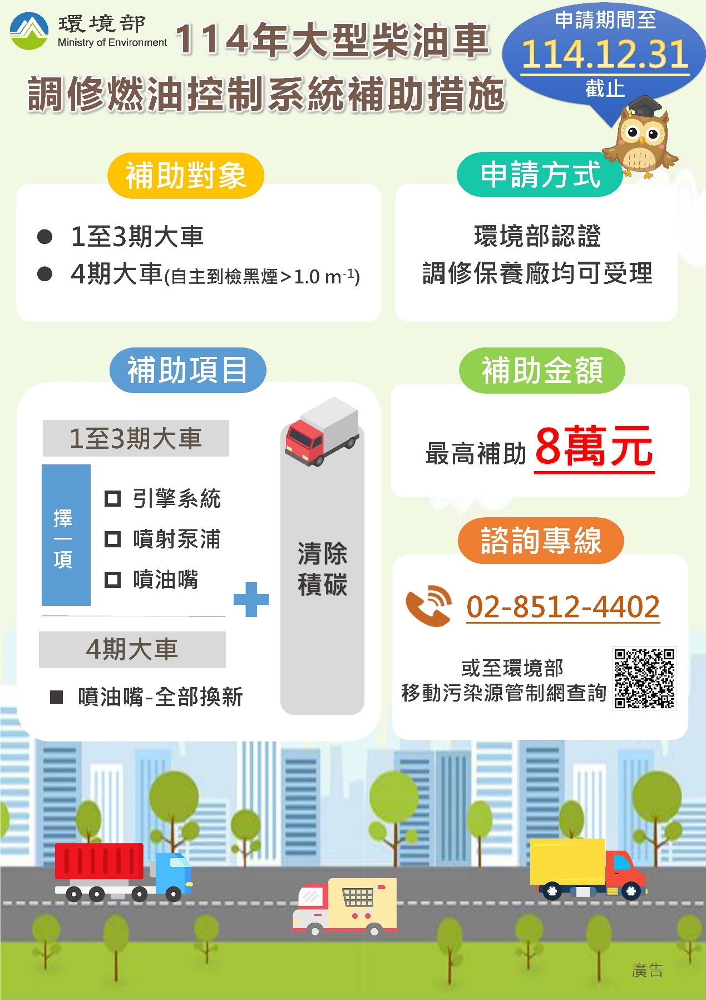 環境部
Ministry of Environment
114年大型柴油車
調修燃油控制系統補助措施
申請期間至
114.12.31
截止
補助對象
● 1至3期大車
● 4期大車(自主到檢黑煙>1.0 m⁻¹)
申請方式
環境部認證
調修保養廠均可受理
補助項目
1至3期大車
擇一項
引擎系統
噴射泵浦
噴油嘴
4期大車
■ 噴油嘴-全部換新
清除
積碳
補助金額
最高補助 8萬元
諮詢專線
02-8512-4402
或至環境部
移動污染源管制網查詢
廣告